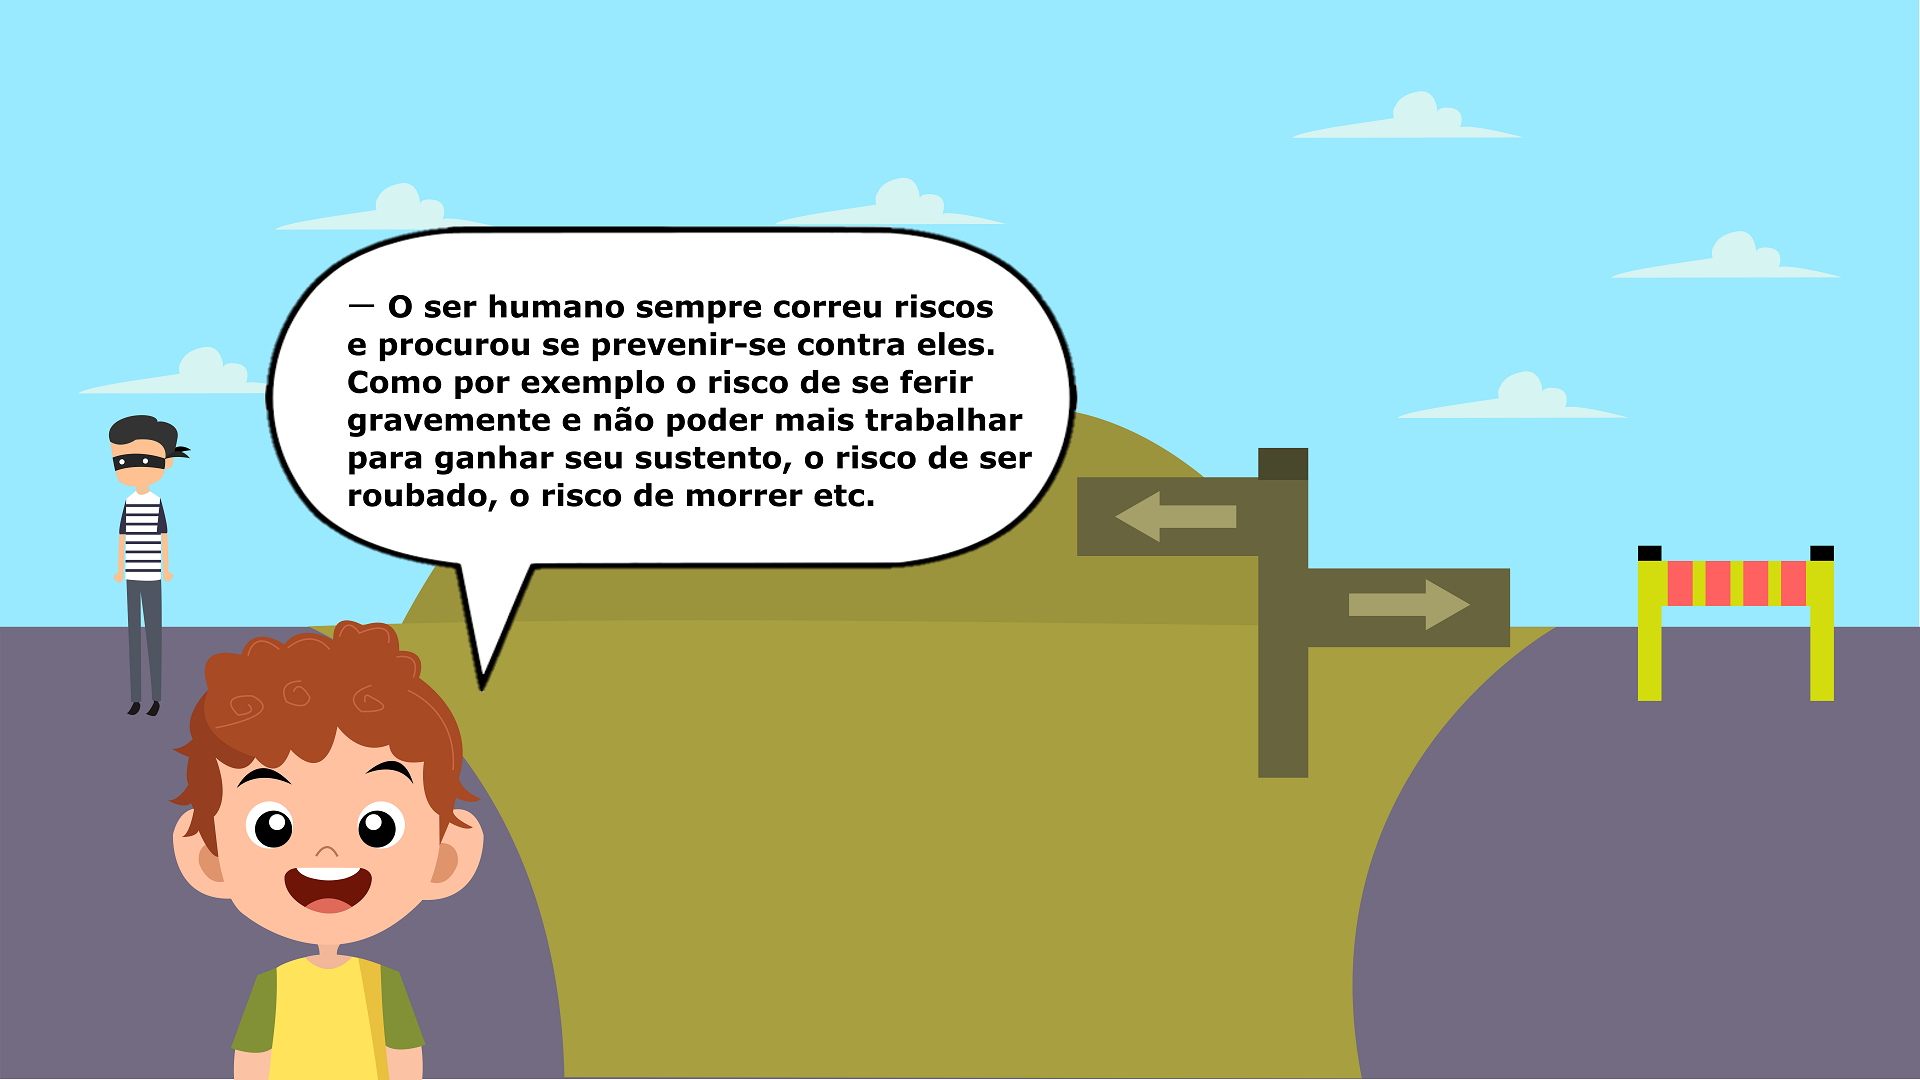 — O ser humano sempre correu riscos
e procurou se prevenir-se contra eles.
Como por exemplo o risco de se ferir
gravemente e não poder mais trabalhar
para ganhar seu sustento, o risco de ser
roubado, o risco de morrer etc.